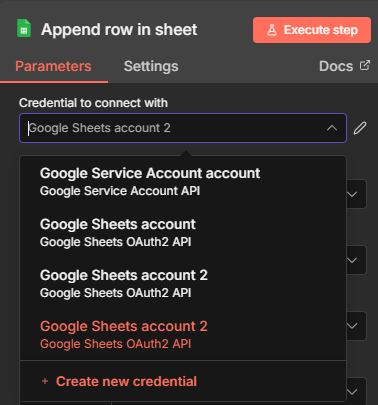 Append row in sheet
Execute step
Parameters
Settings
Docs
Credential to connect with
Google Sheets account 2
Google Service Account account
Google Service Account API
Google Sheets account
Google Sheets OAuth2 API
Google Sheets account 2
Google Sheets OAuth2 API
Google Sheets account 2
Google Sheets OAuth2 API
+ Create new credential